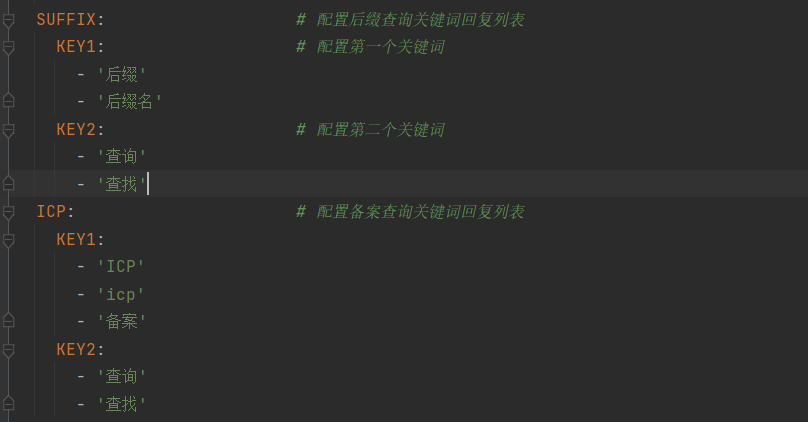 SUFFIX: # 配置后缀查询关键词回复列表
KEY1: # 配置第一个关键词
- '后缀'
- '后缀名'
KEY2: # 配置第二个关键词
- '查询'
- '查找'
ICP: # 配置备案查询关键词回复列表
KEY1:
- 'ICP'
- 'icp'
- '备案'
KEY2:
- '查询'
- '查找'